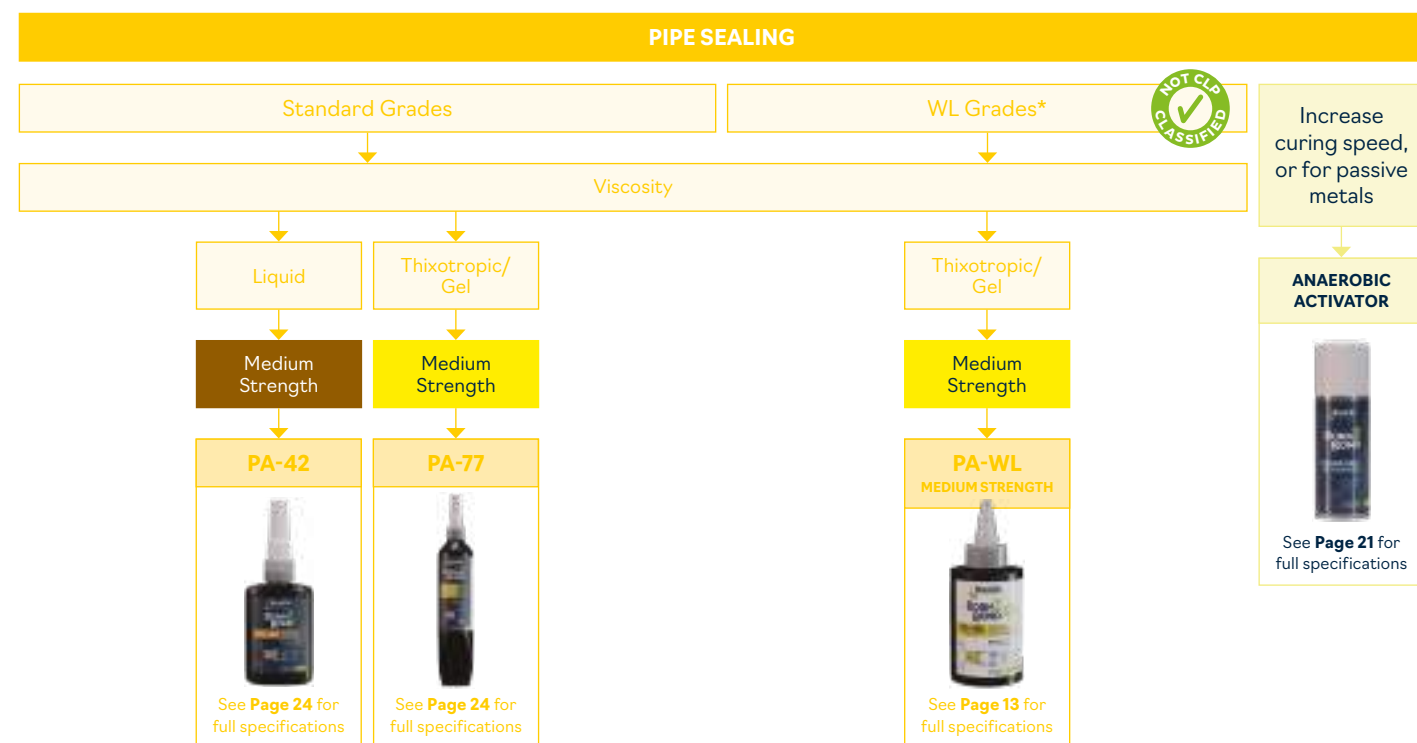 PIPE SEALING
Standard Grades
WL Grades*
NOT CLP
CLASSIFIED
Increase
curing speed,
or for passive
metals
Viscosity
Liquid
Thixotropic/
Gel
Thixotropic/
Gel
ANAEROBIC
ACTIVATOR
Medium
Strength
Medium
Strength
Medium
Strength
PA-42
PA-77
PA-WL
MEDIUM STRENGTH
See Page 21 for
full specifications
See Page 24 for
full specifications
See Page 24 for
full specifications
See Page 13 for
full specifications